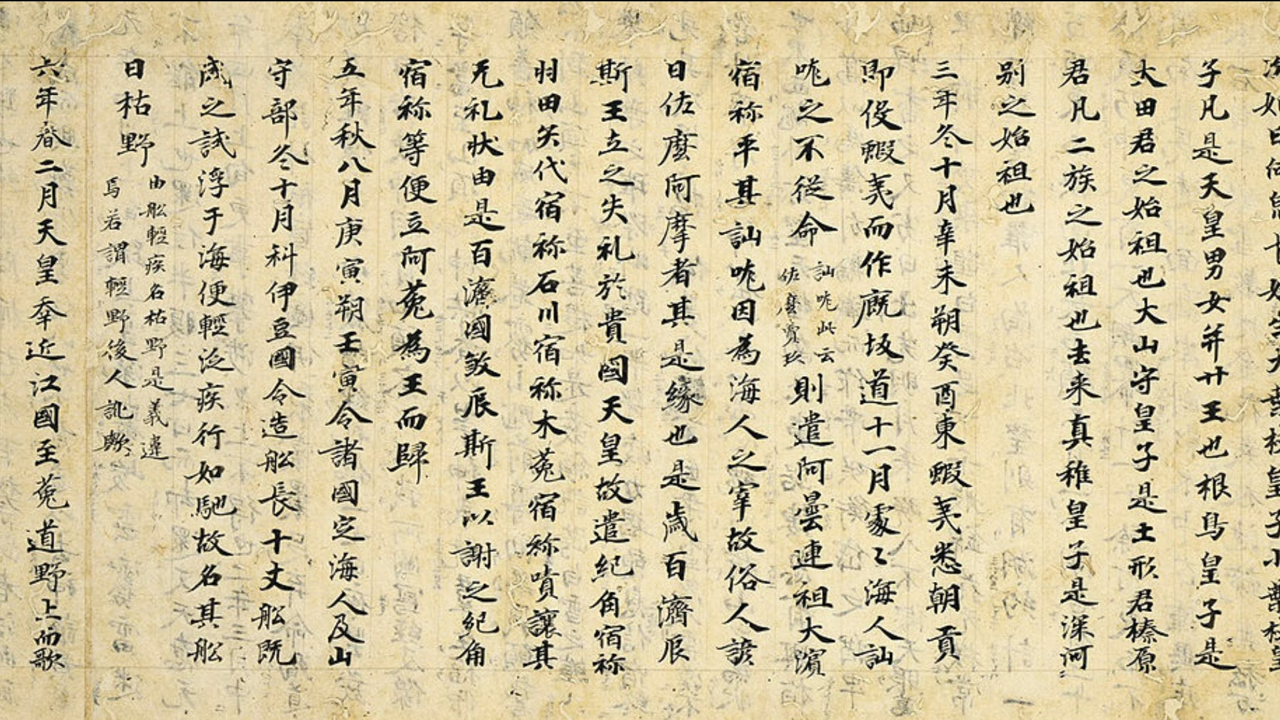 子凡是天皇男女并廿王也根鳥皇子是
大田君之始祖也大山守皇子是土形君榛原
君凡二族之始祖也去来真稚皇子是深河
别之始祖也
三年冬十月辛未朔癸酉東蝦夷悉朝貢
即役蝦夷而作厩坂道十一月處〻海人訕
哤之不從命
訕哤此云
佐麼賣玖
則遣阿曇連祖大濱
宿祢平其訕哤因為海人之宰故俗人諺
曰佐麼阿摩者其是緣也是歲百濟辰
斯王立之失礼於貴國天皇故遣紀角宿祢
羽田矢代宿祢石川宿祢木菟宿祢嘖讓其
无礼狀由是百濟國煞辰斯王以謝之紀角
宿祢等便立阿菟為王而歸
五年秋八月庚寅朔壬寅令諸國定海人及山
守部冬十月科伊豆國令造舩長十丈舩既
成之試浮于海便輕泛疾行如馳故名其舩
曰枯野
由舩輕疾名枯野是義違
焉若謂輕野後人訛歟
六年春二月天皇幸近江國至菟道野上而歌